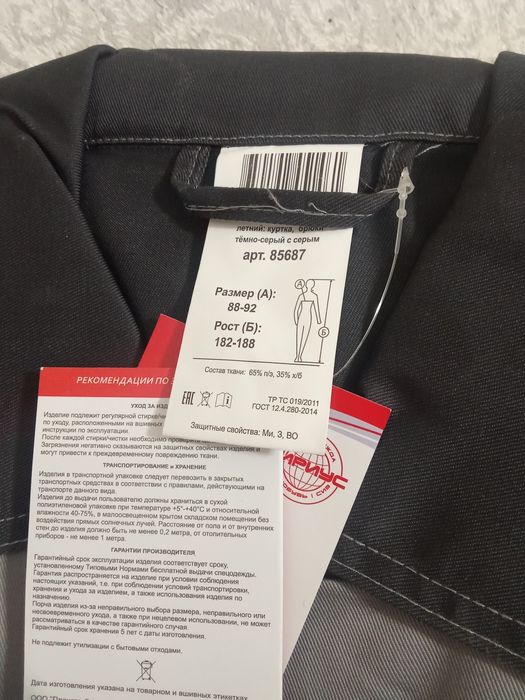 летний: куртка, брюки
тёмно-серый с серым
арт. 85687
Размер (А):
88-92
Рост (Б):
182-188
А
Б
Состав ткани: 65% п/э, 35% х/б
EAC
ТР ТС 019/2011
ГОСТ 12.4.280-2014
Защитные свойства: Ми, З, ВО
РЕКОМЕНДАЦИИ ПО
УХОД ЗА
Изделие подлежит регулярной
по уходу, расположенными на вшивных
инструкции по эксплуатации.
После каждой стирки/чистки необходимо
Загрязнения негативно сказываются на защитных свойствах изделия и
могут привести к преждевременному повреждению ткани.
ТРАНСПОРТИРОВАНИЕ и ХРАНЕНИЕ
Изделия в транспортной упаковке следует перевозить в закрытых
транспортных средствах в соответствии с правилами, действующими на
транспорте данного вида.
Изделия до выдачи пользователю должны храниться в сухой
полиэтиленовой упаковке при температуре +5°-+40°С и относительной
влажности 40-75%, в малоосвещенном крытом складском помещении без
воздействия прямых солнечных лучей. Расстояние от пола и от внутренних
стен до изделия должно быть не менее 0,2 метра, от отопительных
приборов - не менее 1 метра.
ГАРАНТИИ ПРОИЗВОДИТЕЛЯ
Гарантийный срок эксплуатации изделия соответствует сроку,
установленному Типовыми Нормами бесплатной выдачи спецодежды.
Гарантия распространяется на изделие при условии соблюдения
настоящих указаний, т.е. при соблюдении условий транспортировки,
хранения и ухода за изделием, а также использования изделия по
назначению.
Порча изделия из-за неправильного выбора размера, неправильного или
несвоевременного ухода, а также при нецелевом использовании, не может
рассматриваться в качестве гарантийного случая.
Гарантийный срок хранения 5 лет с даты изготовления.
Не подлежит утилизации с бытовыми отходами.
Дата изготовления указана на товарном и вшивных этикетках
ИРИУС
ОБУВЬ | СИЗ